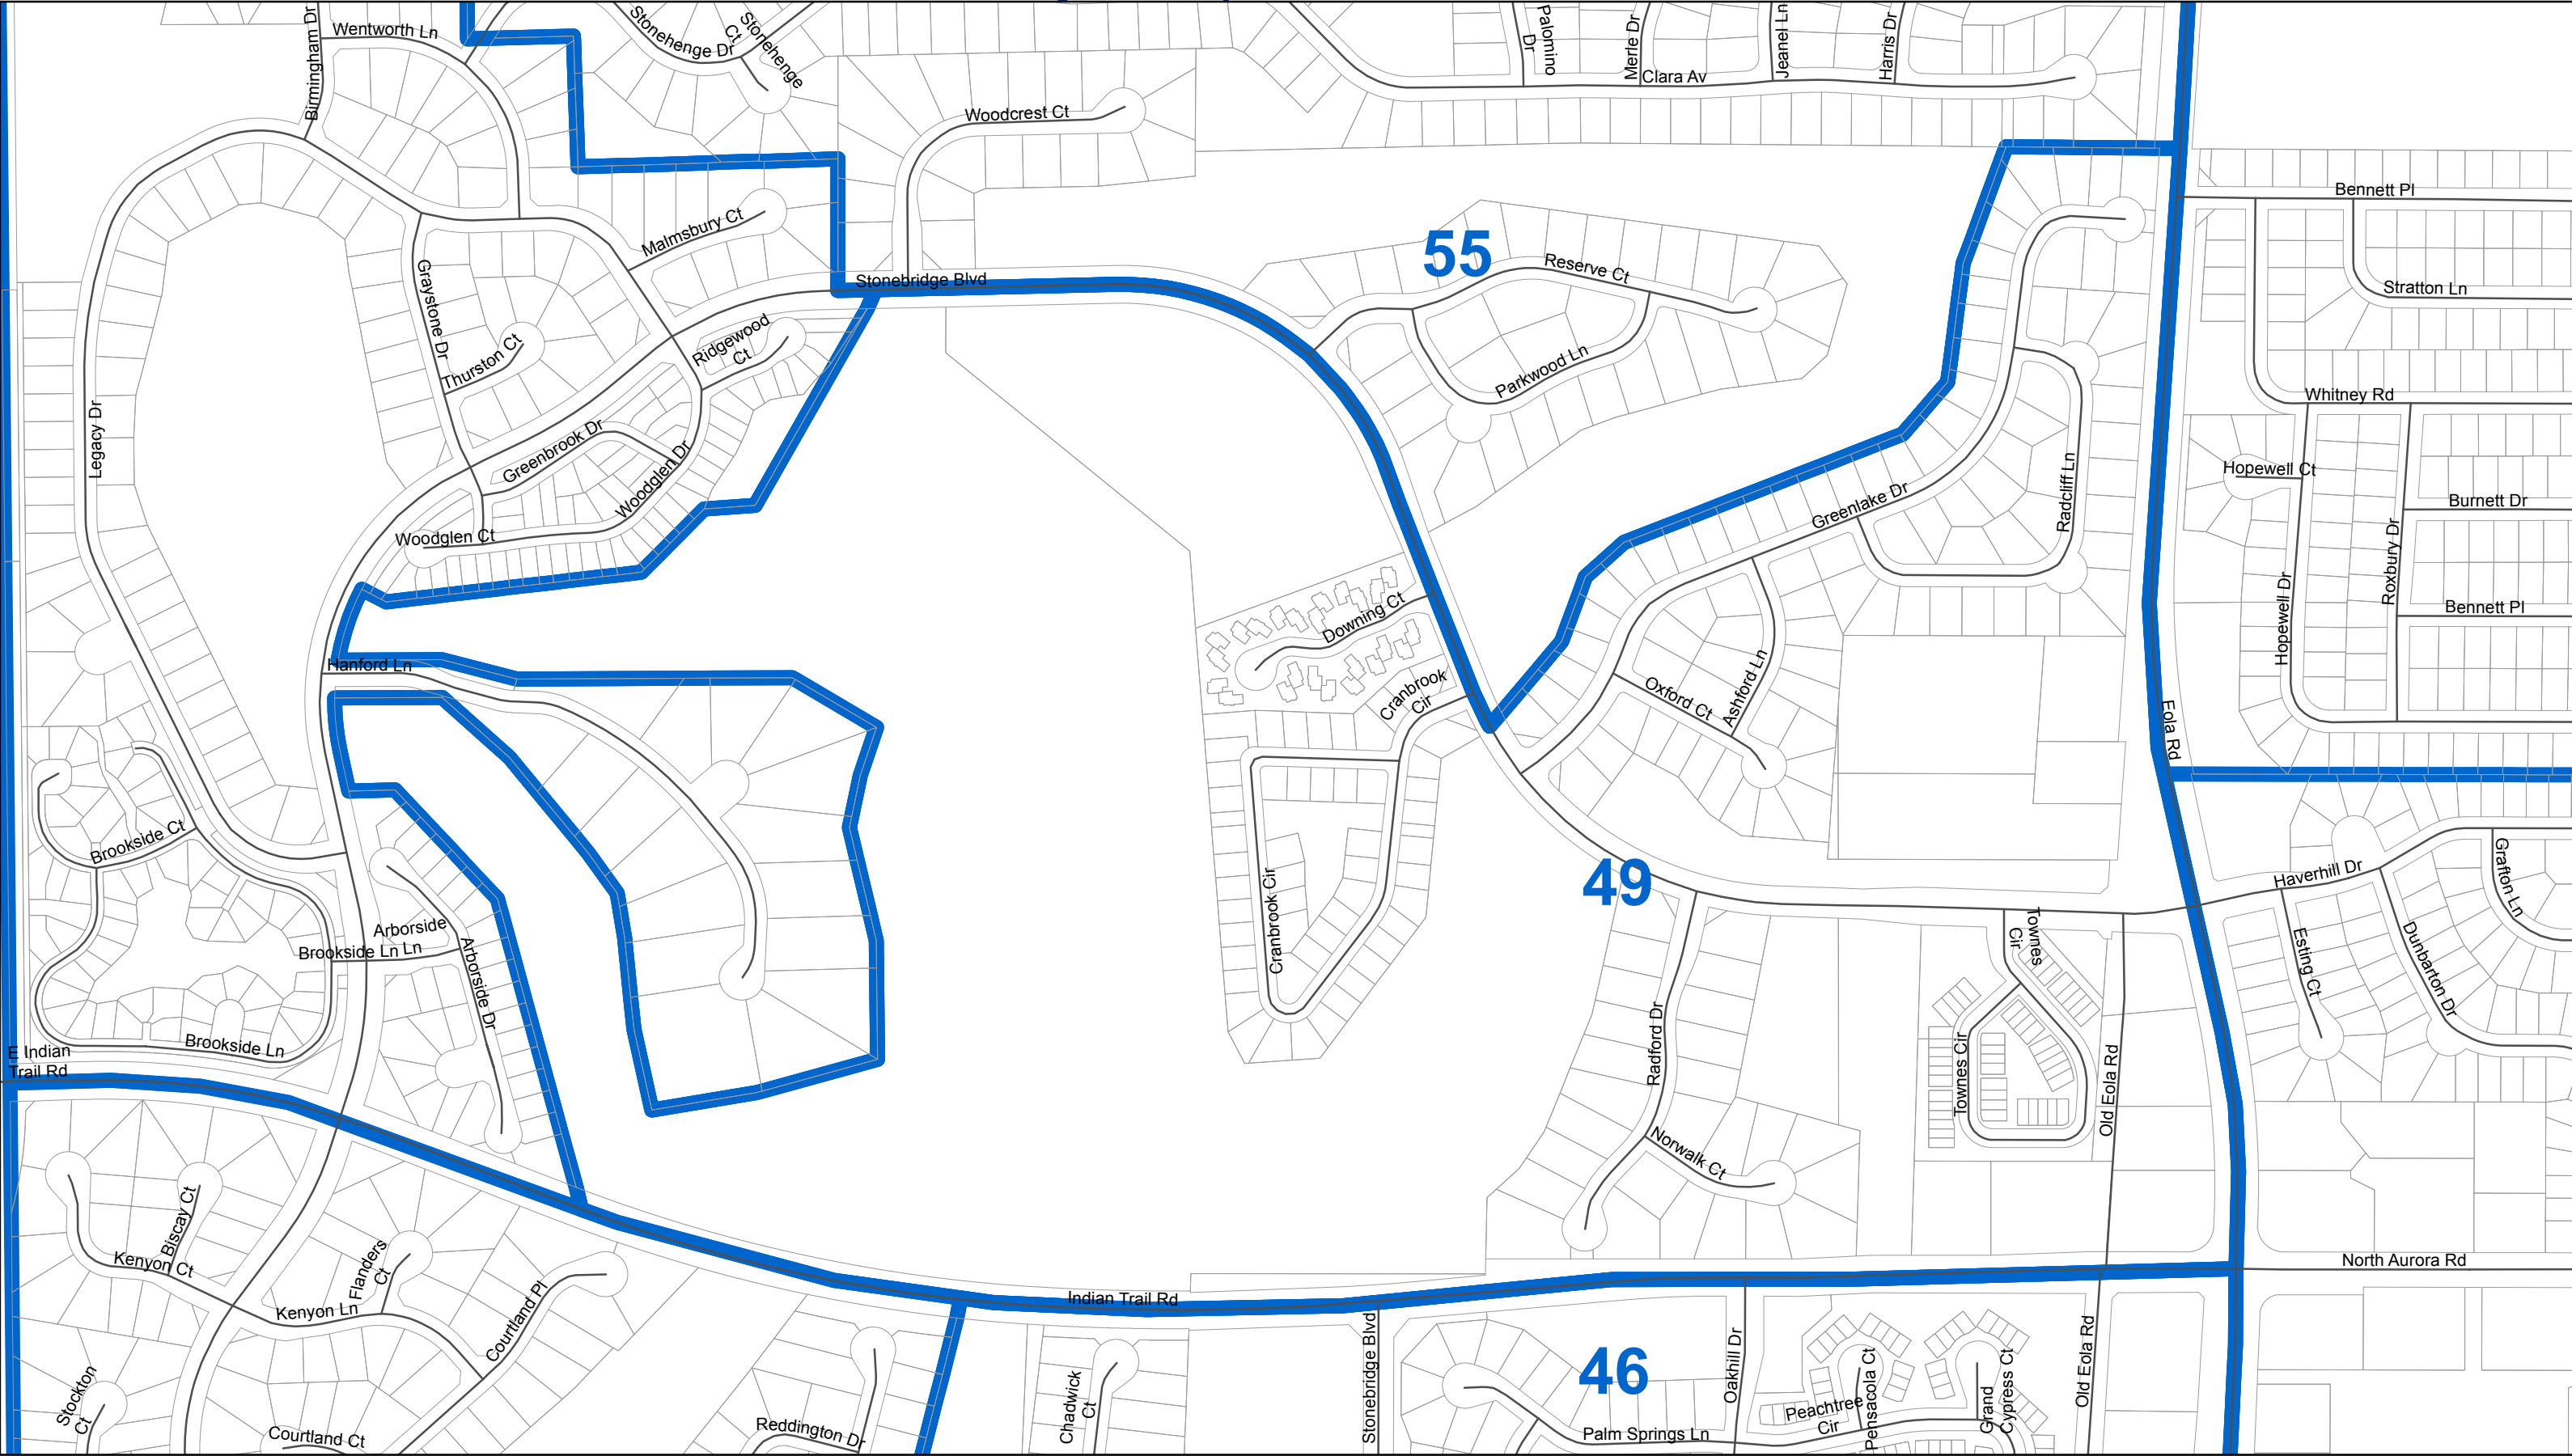 Birmingham Dr
Wentworth Ln
Stonehenge Dr
Stonehenge
Ct
Palomino
Dr
Merle Dr
Jeanel Ln
Harris Dr
Clara Av
Woodcrest Ct
Bennett Pl
Malmsbury Ct
55
Reserve Ct
Stonebridge Blvd
Stratton Ln
Graystone Dr
Thurston Ct
Ridgewood
Ct
Parkwood Ln
Whitney Rd
Legacy Dr
Greenbrook Dr
Woodglen Dr
Woodglen Ct
Greenlake Dr
Radcliff Ln
Hopewell Ct
Burnett Dr
Roxbury Dr
Hopewell Dr
Bennett Pl
Downing Ct
Hanford Ln
Cranbrook
Cir
Oxford Ct
Ashford Ln
Eola Rd
Brookside Ct
49
Haverhill Dr
Grafton Ln
Cranbrook Cir
Arborside
Brookside Ln Ln
Arborside Dr
Townes
Cir
Esting Ct
Dunbarton Dr
Radford Dr
Brookside Ln
E Indian
Trail Rd
Townes Cir
Old Eola Rd
Norwalk Ct
Biscay Ct
Kenyon Ct
Flanders
Ct
Kenyon Ln
Courtland Pl
North Aurora Rd
Indian Trail Rd
Stonebridge Blvd
46
Oakhill Dr
Old Eola Rd
Stockton
Ct
Courtland Ct
Reddington Dr
Chadwick
Ct
Palm Springs Ln
Peachtree
Cir
Pensacola Ct
Grand
Cypress Ct